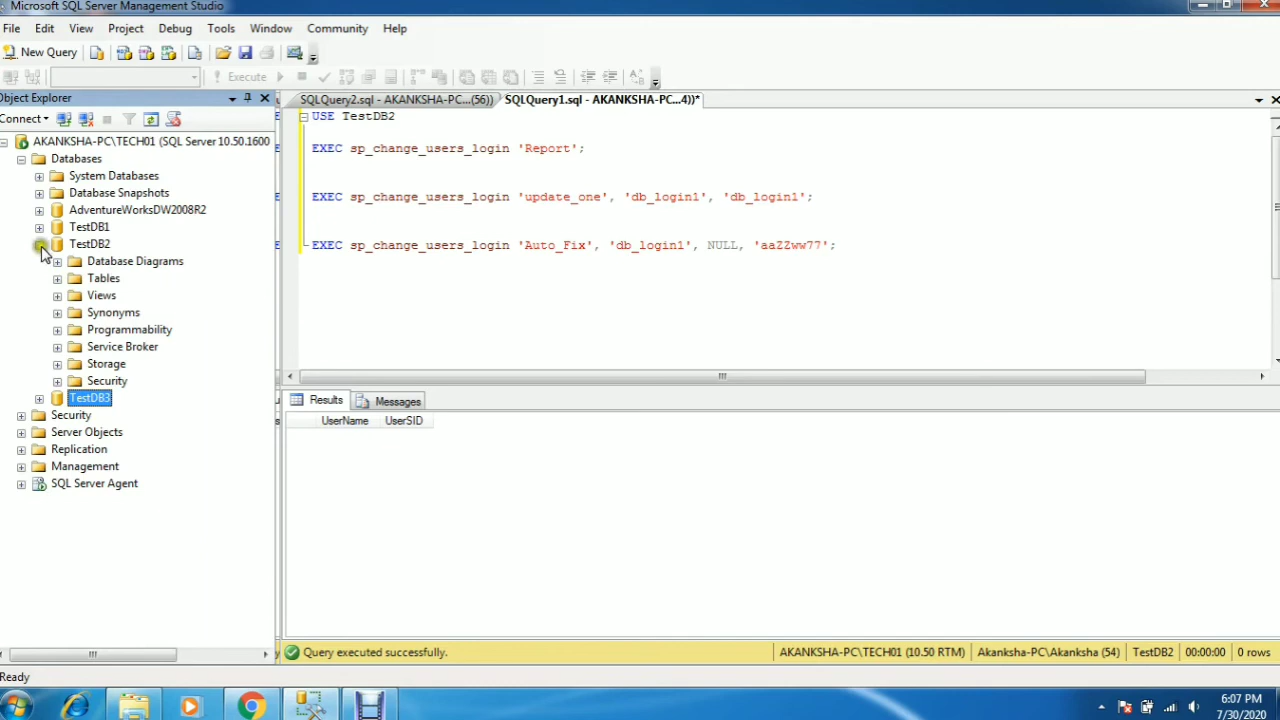 Microsoft SQL Server Management Studio
File Edit View Project Debug Tools Window Community Help
New Query
Execute
Object Explorer
SQLQuery2.sql - AKANKSHA-PC...(56))
SQLQuery1.sql - AKANKSHA-PC...4))*
Connect
AKANKSHA-PC\TECH01 (SQL Server 10.50.1600
Databases
System Databases
Database Snapshots
AdventureWorksDW2008R2
TestDB1
TestDB2
Database Diagrams
Tables
Views
Synonyms
Programmability
Service Broker
Storage
Security
TestDB3
Security
Server Objects
Replication
Management
SQL Server Agent
USE TestDB2
EXEC sp_change_users_login 'Report';
EXEC sp_change_users_login 'update_one', 'db_login1', 'db_login1';
EXEC sp_change_users_login 'Auto_Fix', 'db_login1', NULL, 'aaZZww77';
Results Messages
UserName UserSID
Query executed successfully. AKANKSHA-PC\TECH01 (10.50 RTM) Akanksha-PC\Akanksha (54) TestDB2 00:00:00 0 rows
Ready
6:07 PM
7/30/2020